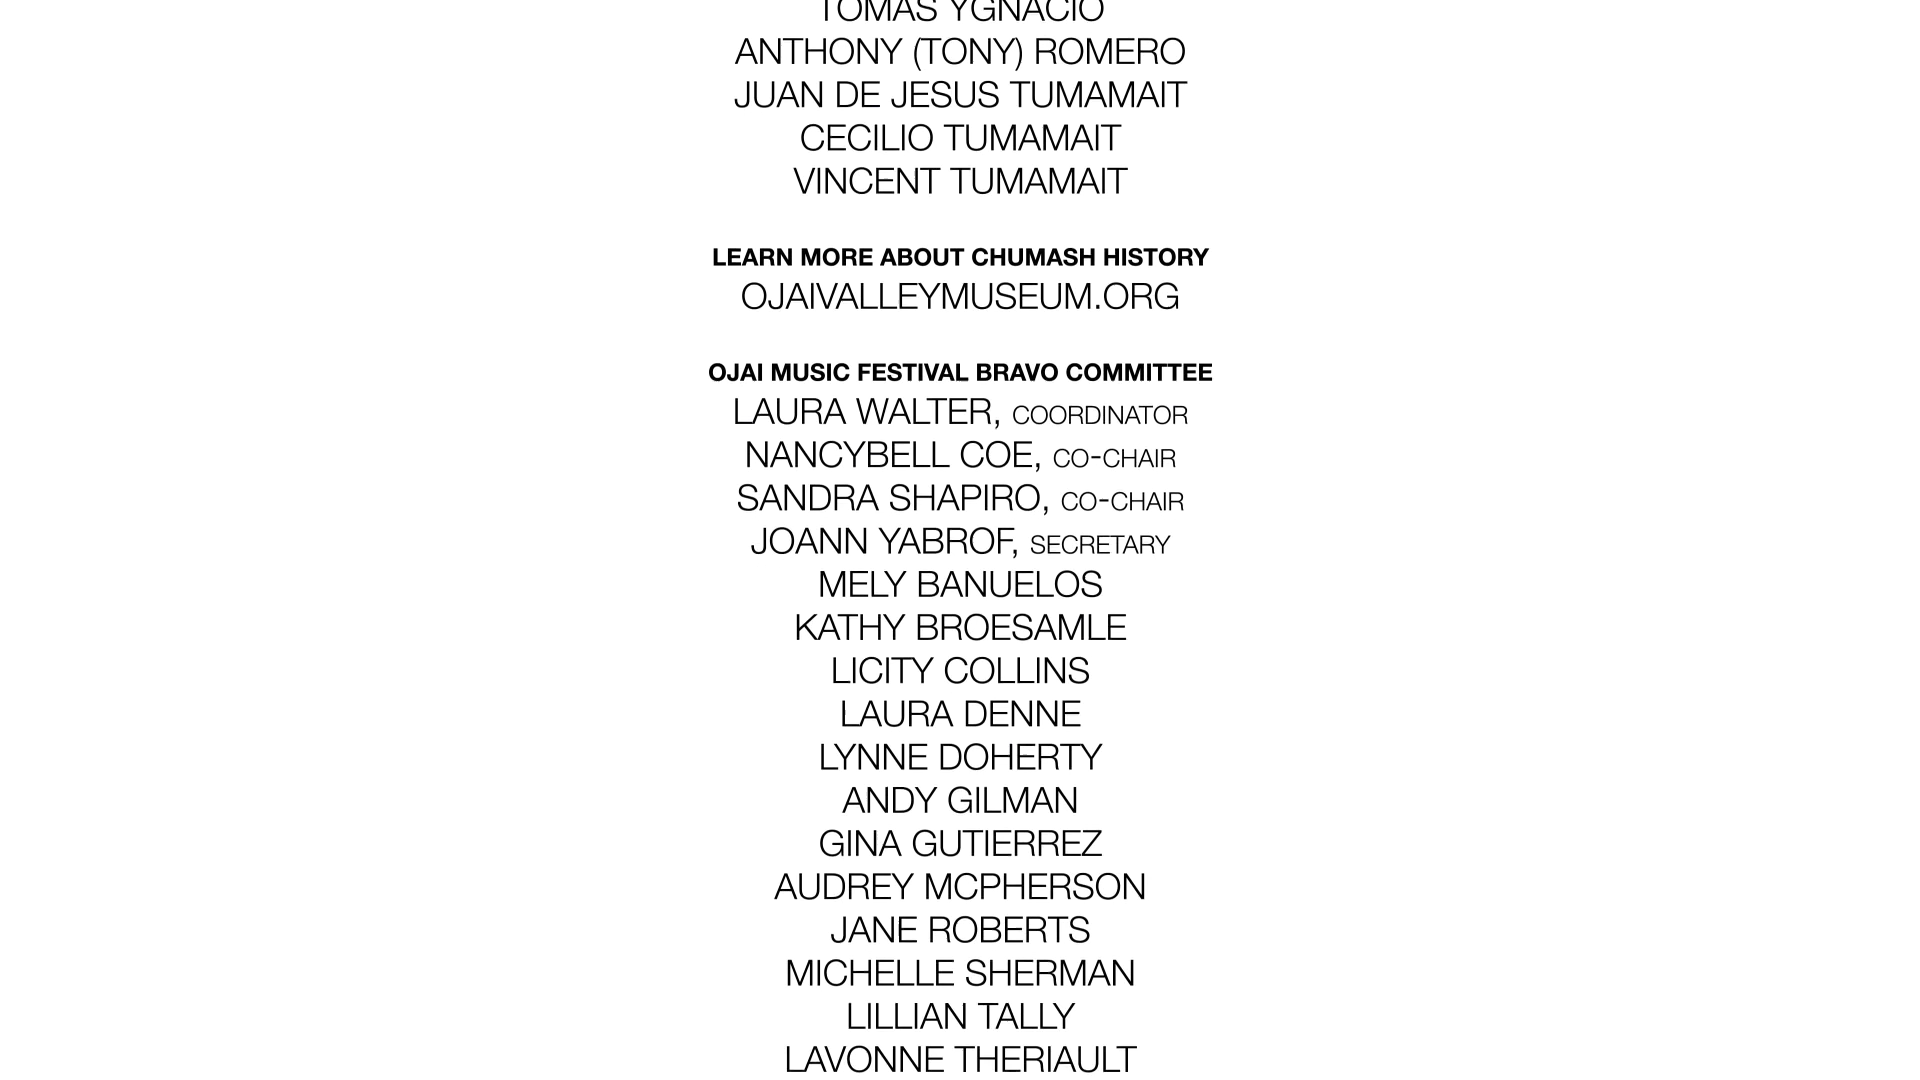 TOMAS YGNACIO
ANTHONY (TONY) ROMERO
JUAN DE JESUS TUMAMAIT
CECILIO TUMAMAIT
VINCENT TUMAMAIT
LEARN MORE ABOUT CHUMASH HISTORY
OJAIVALLEYMUSEUM.ORG
OJAI MUSIC FESTIVAL BRAVO COMMITTEE
LAURA WALTER, COORDINATOR
NANCYBELL COE, CO-CHAIR
SANDRA SHAPIRO, CO-CHAIR
JOANN YABROF, SECRETARY
MELY BANUELOS
KATHY BROESAMLE
LICITY COLLINS
LAURA DENNE
LYNNE DOHERTY
ANDY GILMAN
GINA GUTIERREZ
AUDREY MCPHERSON
JANE ROBERTS
MICHELLE SHERMAN
LILLIAN TALLY
LAVONNE THERIAULT